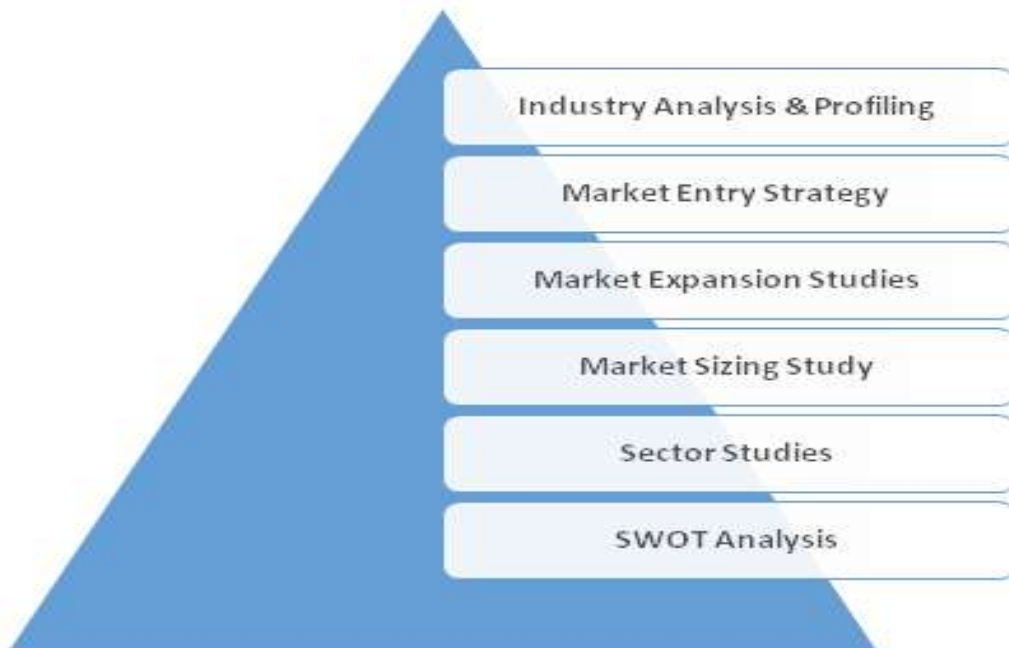 Industry Analysis & Profiling
Market Entry Strategy
Market Expansion Studies
Market Sizing Study
Sector Studies
SWOT Analysis